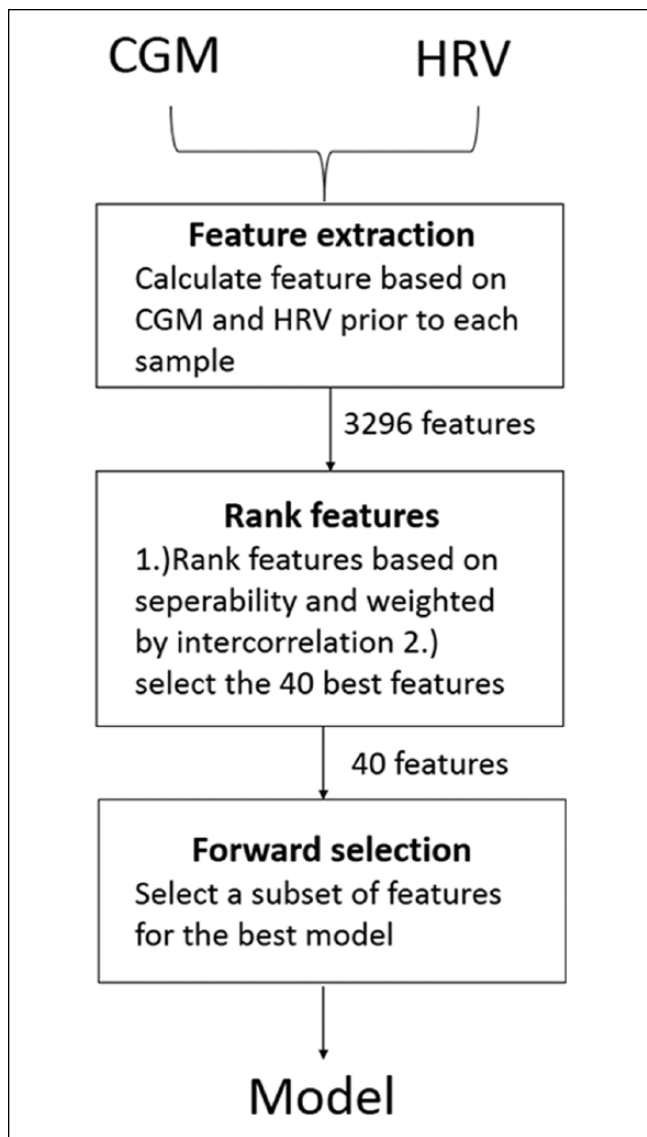 CGM HRV
Feature extraction
Calculate feature based on
CGM and HRV prior to each
sample
3296 features
Rank features
1.)Rank features based on
seperability and weighted
by intercorrelation 2.)
select the 40 best features
40 features
Forward selection
Select a subset of features
for the best model
Model